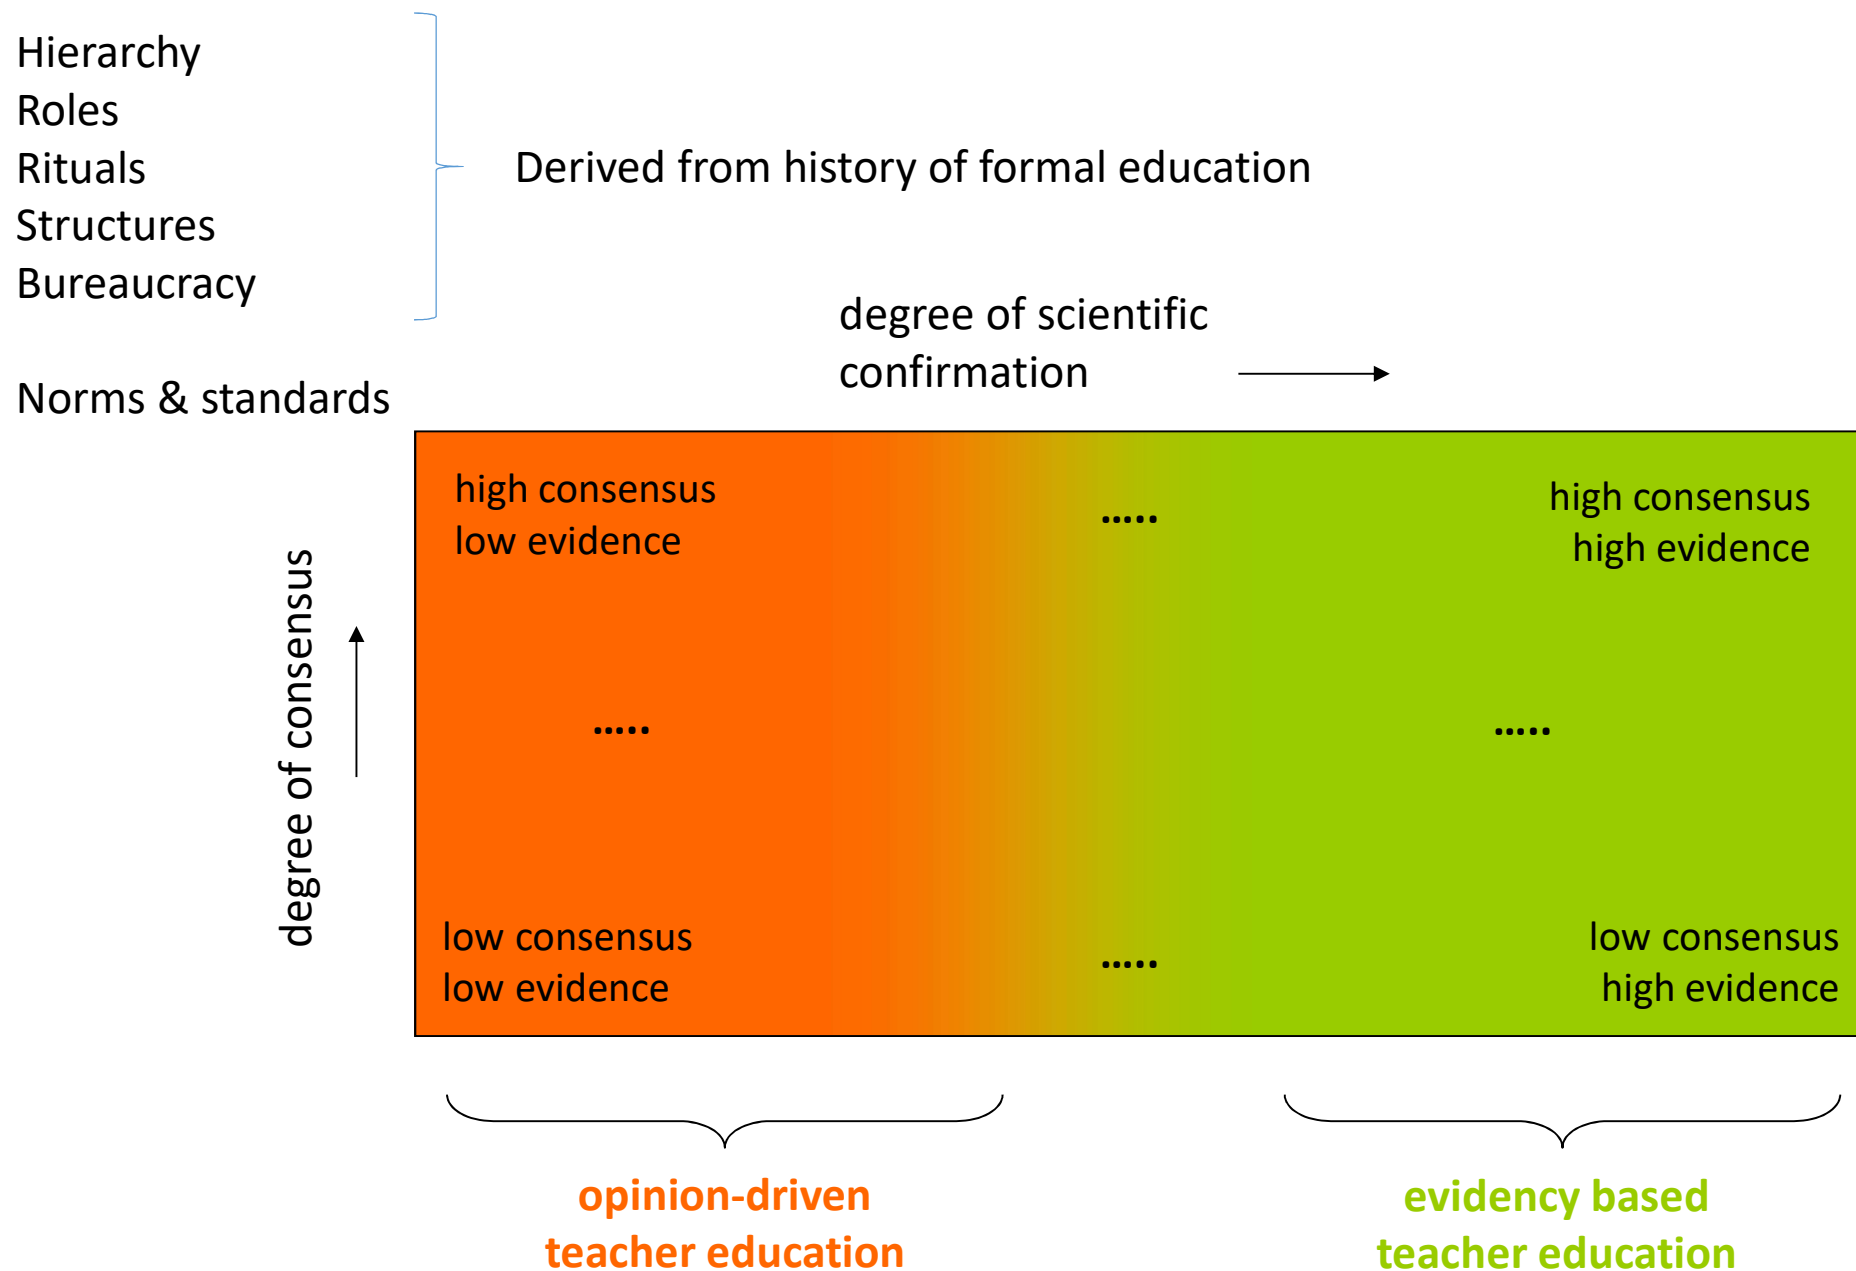 Hierarchy
Roles
Rituals
Structures
Bureaucracy
Derived from history of formal education
Norms & standards
degree of scientific
confirmation
degree of consensus
high consensus
low evidence
.....
high consensus
high evidence
.....
.....
low consensus
low evidence
.....
low consensus
high evidence
opinion-driven
teacher education
evidency based
teacher education